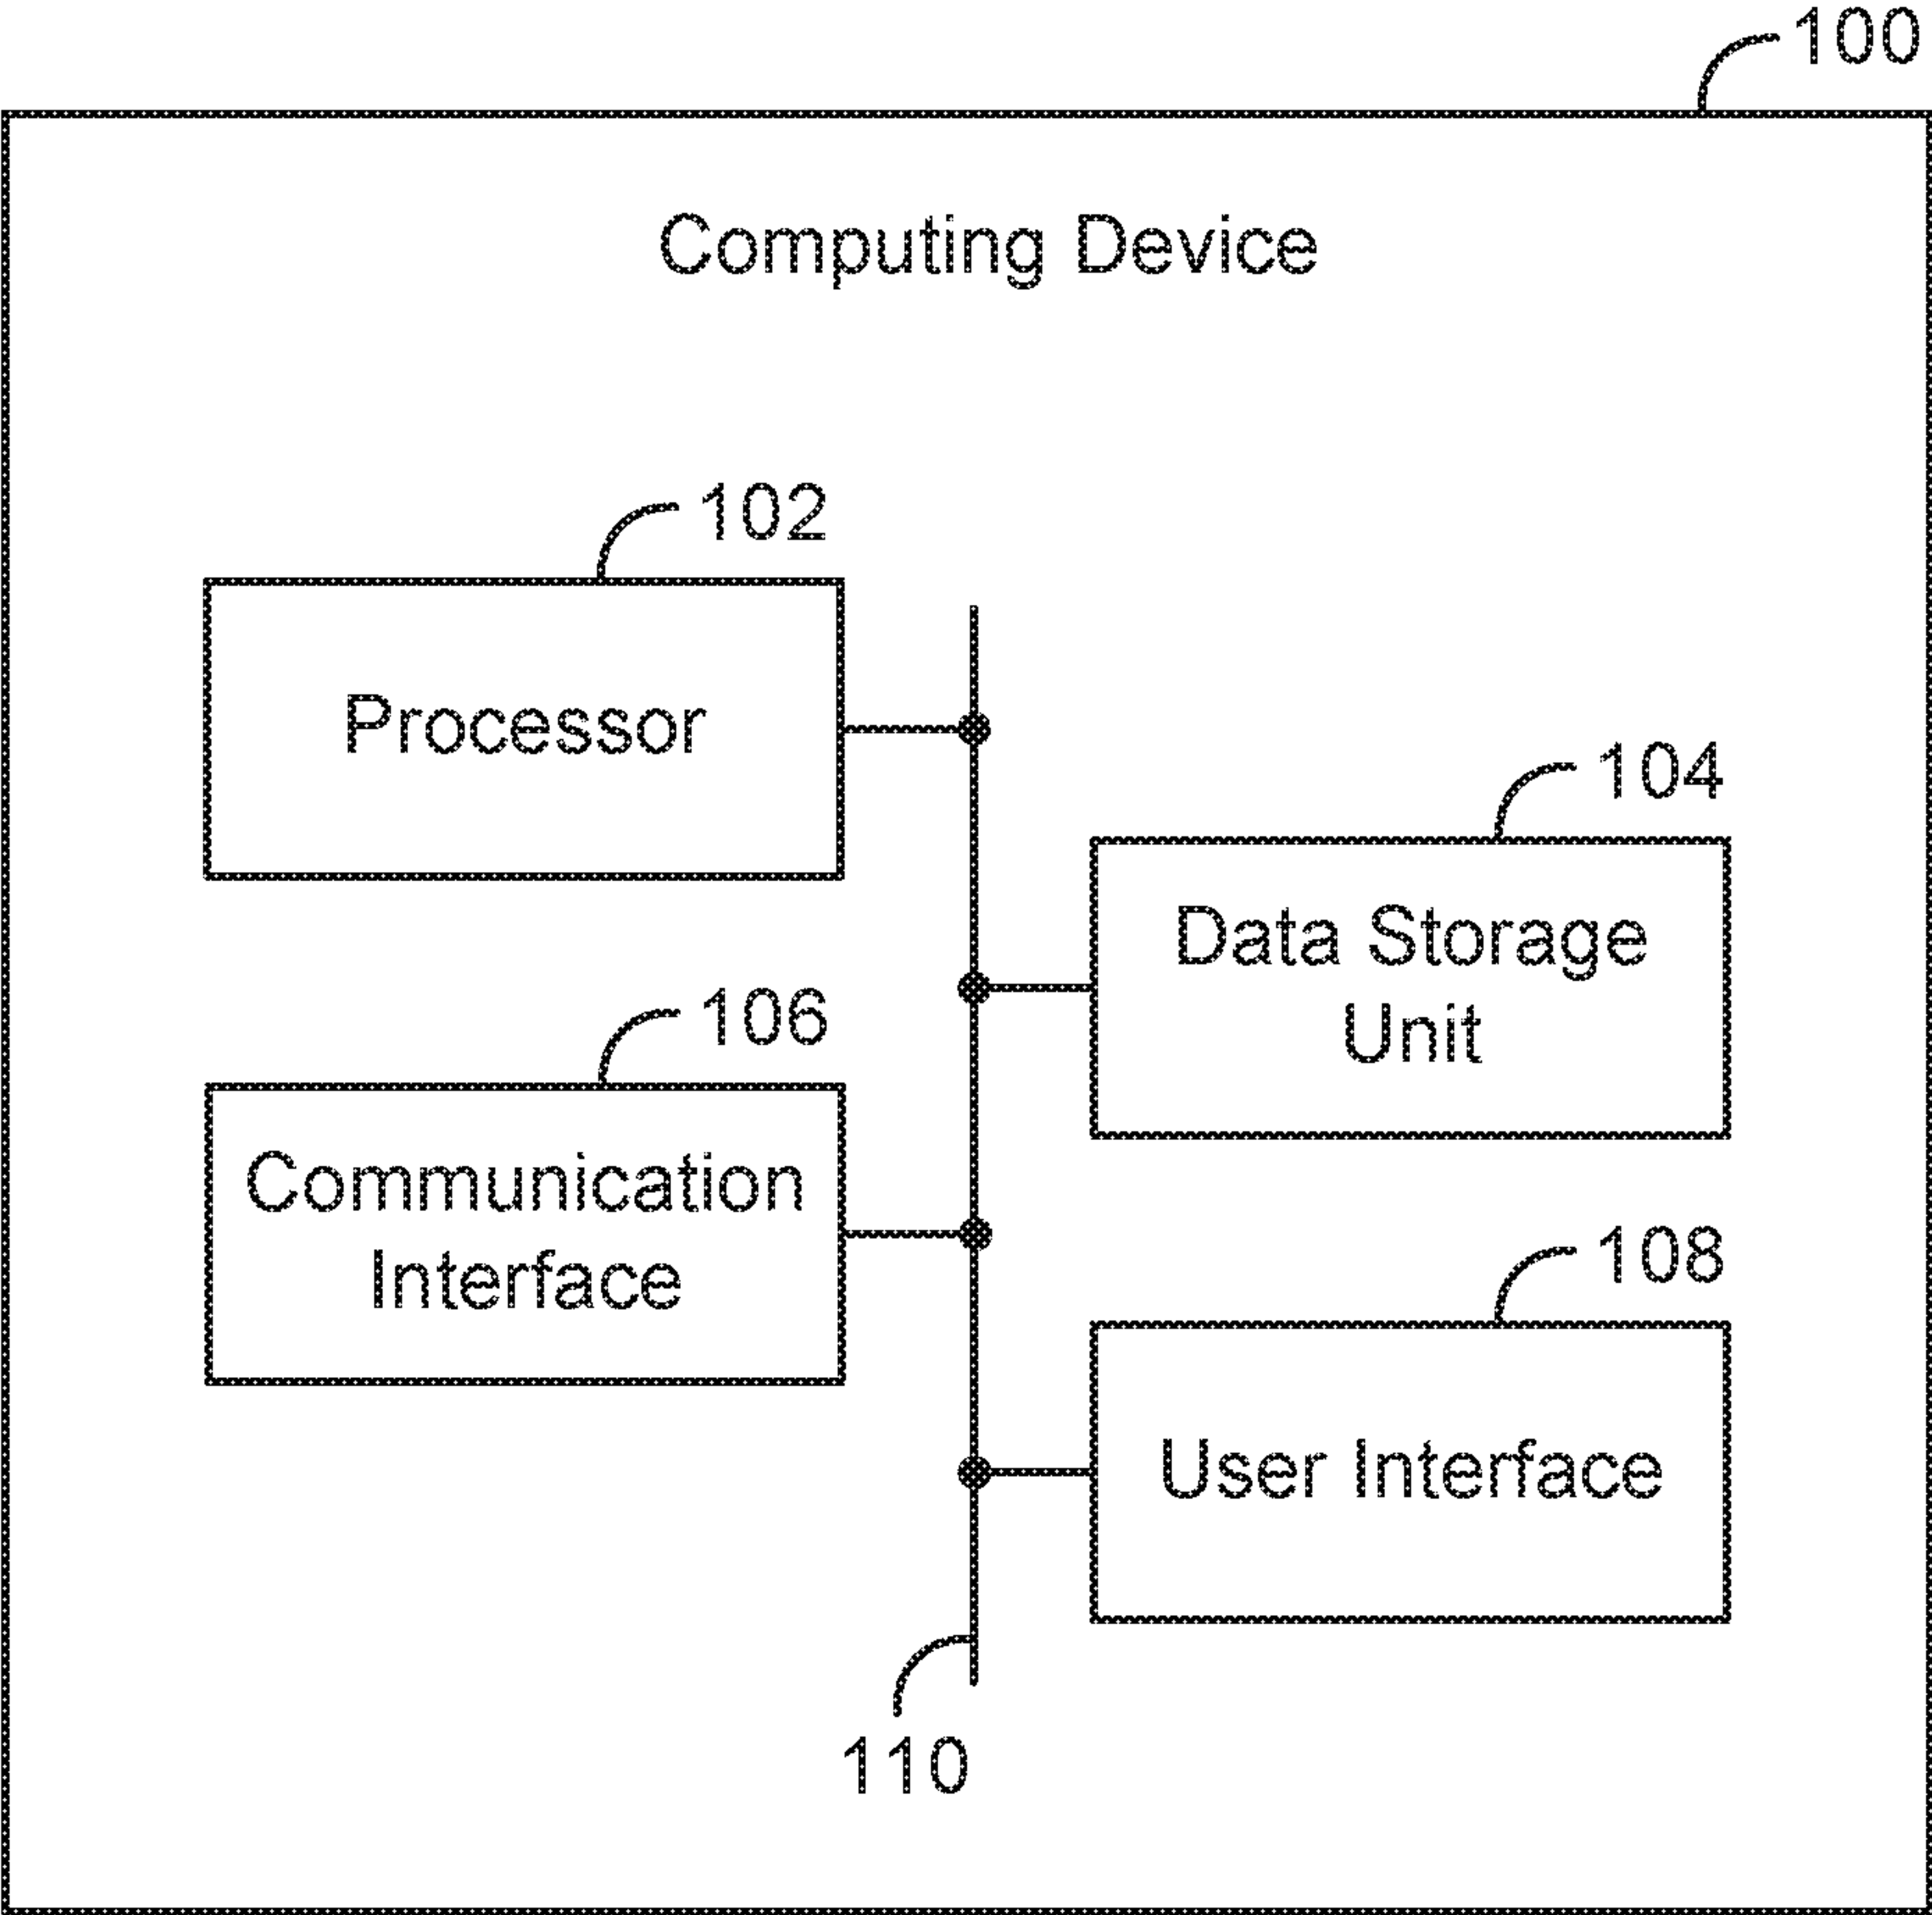 100
Computing Device
102
Processor
104
Data Storage
Unit
106
Communication
Interface
108
User Interface
110